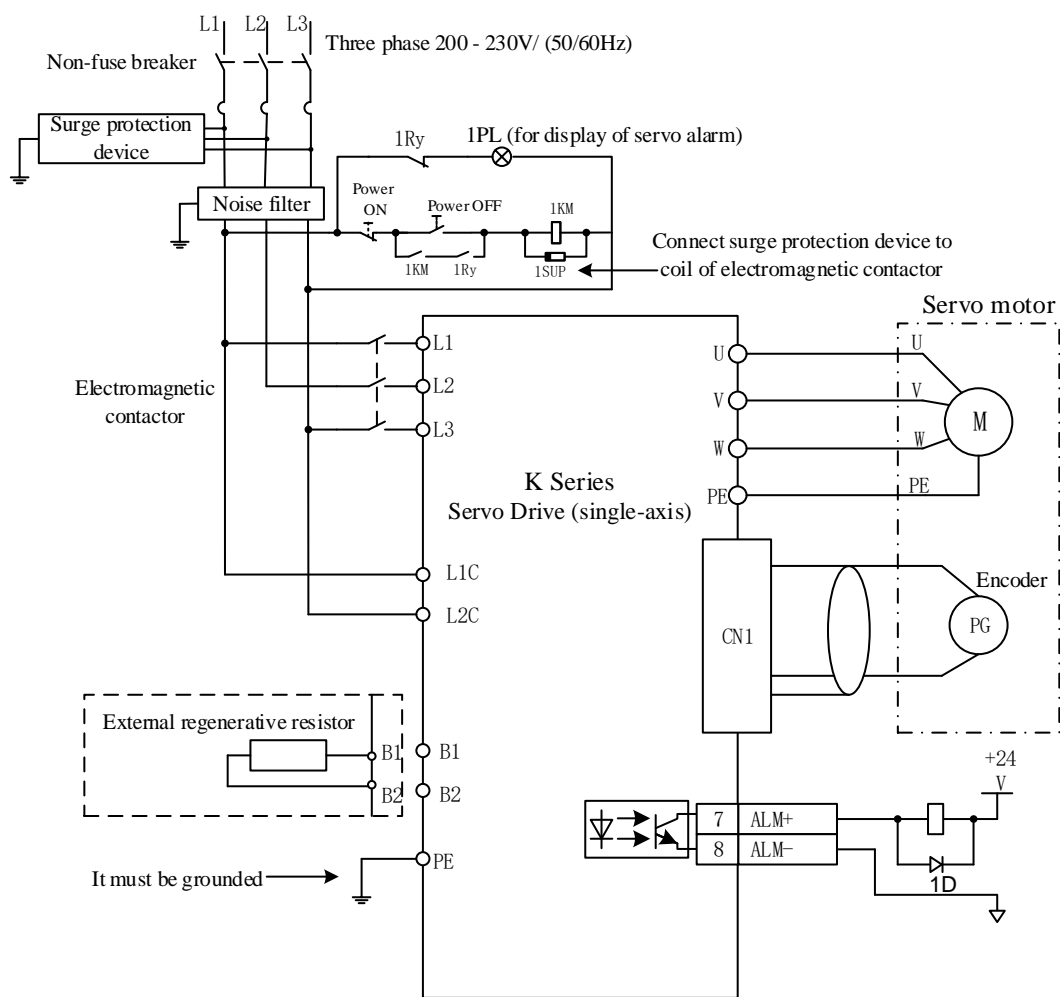 L1 L2 L3
Three phase 200 - 230V/ (50/60Hz)
Non-fuse breaker
Surge protection
device
1Ry
1PL (for display of servo alarm)
Noise filter
Power
ON
Power OFF
1KM
1KM
1Ry
1SUP
Connect surge protection device to
coil of electromagnetic contactor
Servo motor
L1
L2
L3
Electromagnetic
contactor
U
V
W
PE
U
V
W
PE
M
K Series
Servo Drive (single-axis)
L1C
L2C
CN1
Encoder
PG
External regenerative resistor
B1
B2
B1
B2
+24
V
7 ALM+
8 ALM-
1D
PE
It must be grounded